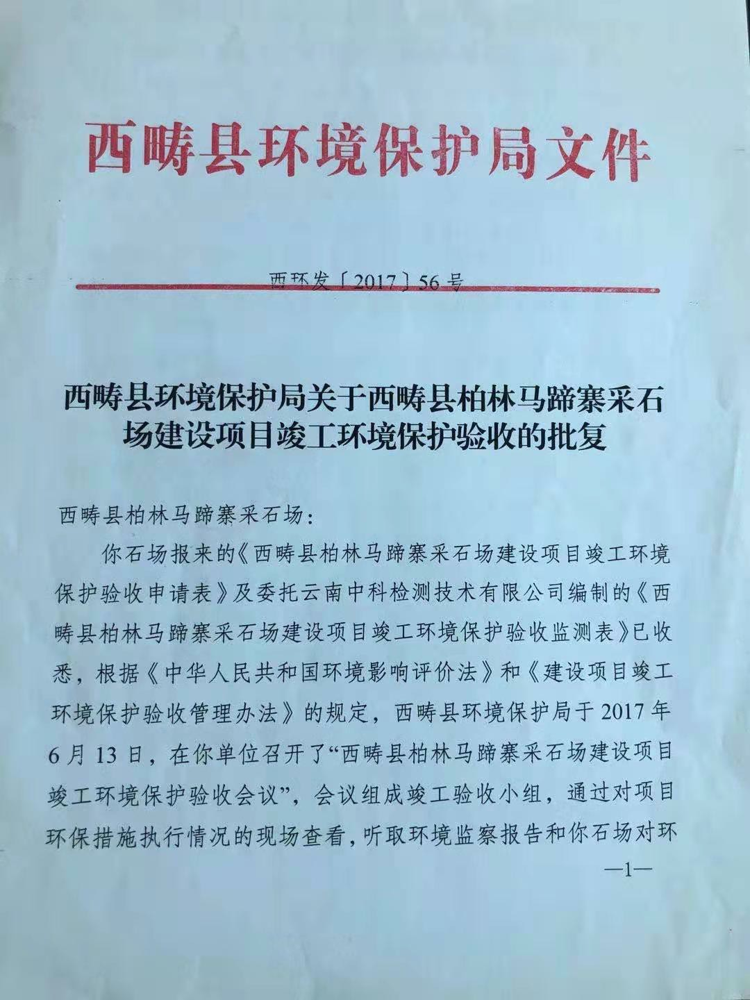 西畴县环境保护局文件
西环发〔2017〕56号
西畴县环境保护局关于西畴县柏林马蹄寨采石
场建设项目竣工环境保护验收的批复
西畴县柏林马蹄寨采石场：
你石场报来的《西畴县柏林马蹄寨采石场建设项目竣工环境
保护验收申请表》及委托云南中科检测技术有限公司编制的《西
畴县柏林马蹄寨采石场建设项目竣工环境保护验收监测表》已收
悉，根据《中华人民共和国环境影响评价法》和《建设项目竣工
环境保护验收管理办法》的规定，西畴县环境保护局于2017年
6月13日，在你单位召开了“西畴县柏林马蹄寨采石场建设项目
竣工环境保护验收会议”，会议组成竣工验收小组，通过对项目
环保措施执行情况的现场查看，听取环境监察报告和你石场对环
—1—